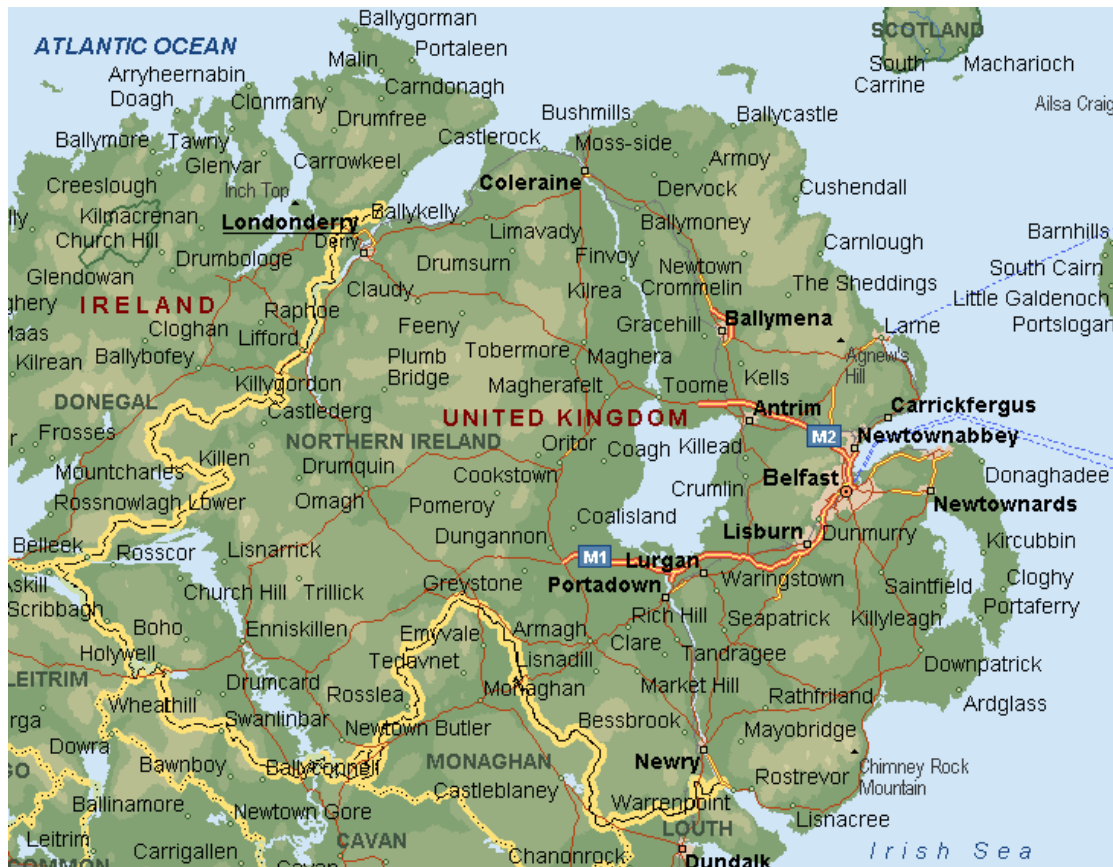 Ballygorman
SCOTLAND
ATLANTIC OCEAN
Portaleen
Malin
South
Carrine
Macharioch
Arryheernabin
Doagh
Clonmany
Carndonagh
Bushmills
Ballycastle
Ailsa Craig
Drumfree
Ballymore
Tawny
Castlerock
Moss-side
Glenvar
Carrowkeel
Armoy
Creeslough
Inch Top
Coleraine
Dervock
Cushendall
Kilmacrenan
Londonderry
Ballykelly
Ballymoney
Church Hill
Derry
Limavady
Barnhills
Drumbologe
Drumsurn
Finvoy
Carnlough
Glendowan
Newtown
Crommelin
South Cairn
ghery
IRELAND
Claudy
Kilrea
The Sheddings
Little Galdenoch
Maas
Raphoe
Feeny
Gracehill
Ballymena
Larne
Portslogan
Cloghan
Lifford
Tobermore
Maghera
Kilrean
Ballybofey
Plumb
Bridge
Agnew's
Hill
Killygordon
Magherafelt
Toome
Kells
DONEGAL
Castlederg
UNITED KINGDOM
Antrim
Carrickfergus
Frosses
NORTHERN IRELAND
Oritor
Coagh
Killead
M2
Newtownabbey
Killen
Mountcharles
Drumquin
Cookstown
Belfast
Donaghadee
Rossnowlagh Lower
Omagh
Pomeroy
Crumlin
Newtownards
Coalisland
Belleek
Rosscor
Lisnarrick
Dungannon
Lisburn
Dunmurry
Kircubbin
M1
Lurgan
Askill
Greystone
Portadown
Waringstown
Saintfield
Cloghy
Scribbagh
Church Hill
Trillick
Rich Hill
Seapatrick
Killyleagh
Portaferry
Boho
Enniskillen
Emyvale
Armagh
Clare
Holywell
Tedavnet
Lisnadill
Tandragee
Downpatrick
LEITRIM
Drumcard
Rosslea
Monaghan
Market Hill
Rathfriland
Ardglass
Wheathill
Swanlinbar
Newtown Butler
Bessbrook
Mayobridge
Dowra
Bawnboy
Ballyconnell
MONAGHAN
Newry
Rostrevor
Chimney Rock
Mountain
Ballinamore
Newtown Gore
Castleblaney
Warrenpoint
Lisnacree
Leitrim
Carrigallen
CAVAN
LOUTH
Cavan
Chanonrock
Dundalk
Irish Sea